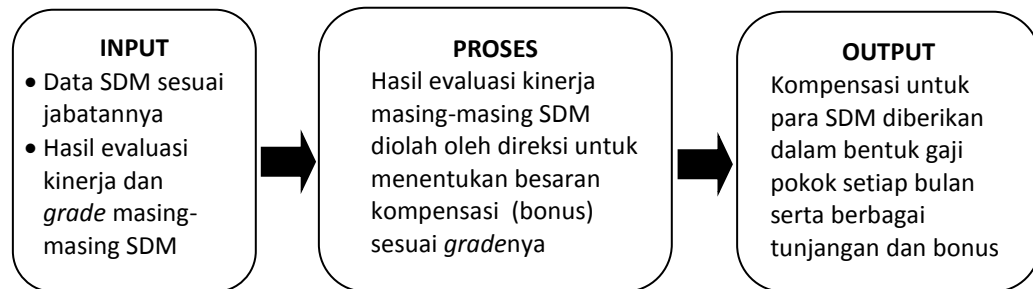 INPUT
• Data SDM sesuai
jabatannya
• Hasil evaluasi
kinerja dan
grade masing-
masing SDM
PROSES
Hasil evaluasi kinerja
masing-masing SDM
diolah oleh direksi untuk
menentukan besaran
kompensasi (bonus)
sesuai gradenya
OUTPUT
Kompensasi untuk
para SDM diberikan
dalam bentuk gaji
pokok setiap bulan
serta berbagai
tunjangan dan bonus